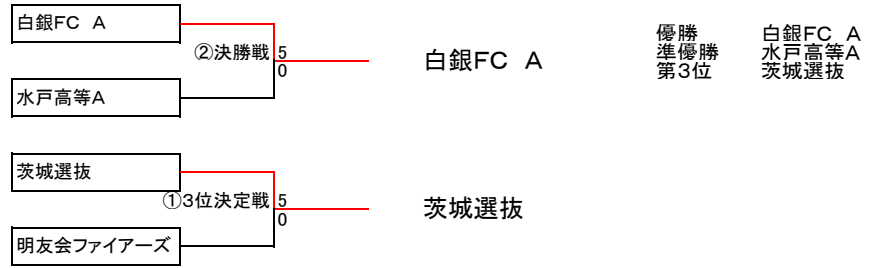 白銀FC A
②決勝戦 5
0
水戸高等A
白銀FC A
優勝 白銀FC A
準優勝 水戸高等A
第3位 茨城選抜
茨城選抜
①3位決定戦 5
0
明友会ファイアーズ
茨城選抜